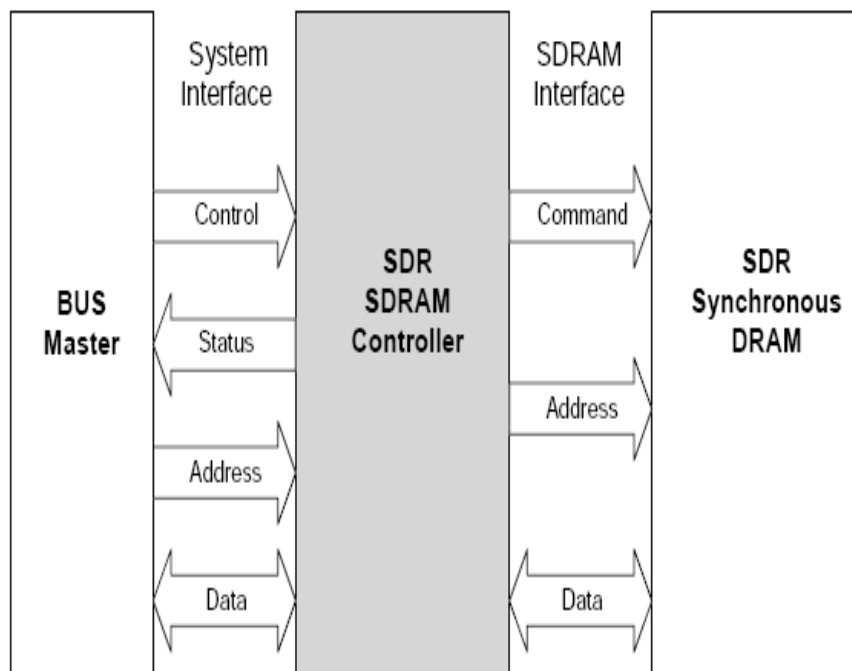 System
Interface
SDRAM
Interface
Control
Command
BUS
Master
SDR
SDRAM
Controller
SDR
Synchronous
DRAM
Status
Address
Address
Data
Data